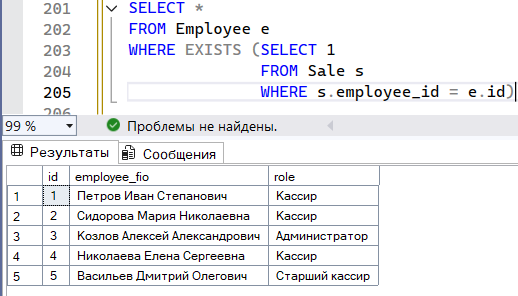 201 SELECT *
202 FROM Employee e
203 WHERE EXISTS (SELECT 1
204 FROM Sale s
205 WHERE s.employee_id = e.id)
206
99 % Проблемы не найдены.
Результаты Сообщения
id employee_fio role
1 1 Петров Иван Степанович Кассир
2 2 Сидорова Мария Николаевна Кассир
3 3 Козлов Алексей Александрович Администратор
4 4 Николаева Елена Сергеевна Кассир
5 5 Васильев Дмитрий Олегович Старший кассир